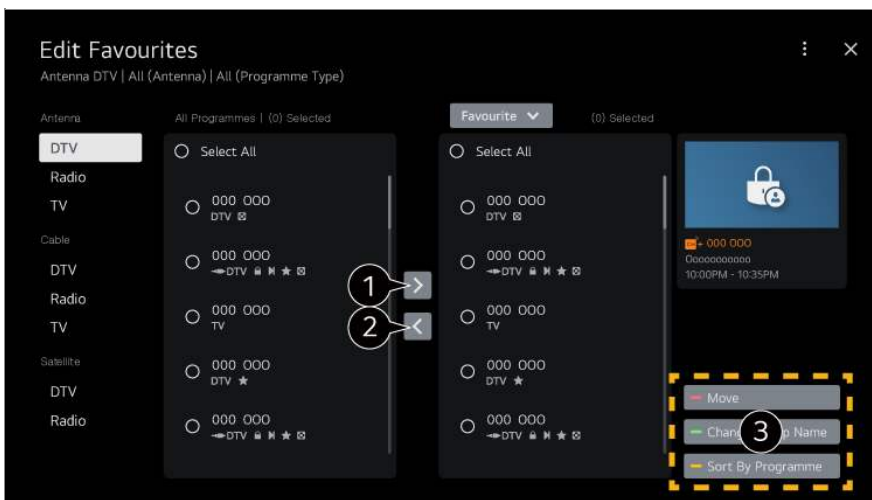 Edit Favourites
Antenna DTV | All (Antenna) | All (Programme Type)
Antenna
DTV
Radio
TV
Cable
DTV
Radio
TV
Satellite
DTV
Radio
All Programmes | (0) Selected
Select All
000 000
DTV
000 000
DTV
000 000
TV
000 000
DTV
000 000
DTV
1
2
Favourite
(0) Selected
Select All
000 000
DTV
000 000
DTV
000 000
TV
000 000
DTV
000 000
DTV
000 000
Oooooooooo
10:00PM - 10:35PM
Move
3
Name
Sort By Programme